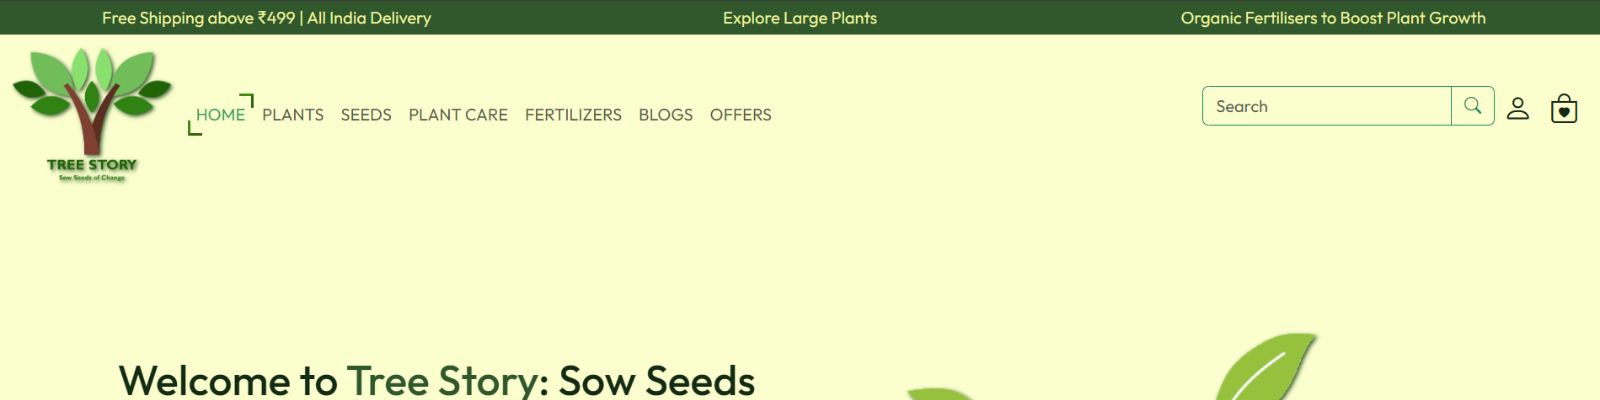 Free Shipping above ₹499 | All India Delivery
Explore Large Plants
Organic Fertilisers to Boost Plant Growth
TREE STORY
Sow Seeds of Change
HOME PLANTS SEEDS PLANT CARE FERTILIZERS BLOGS OFFERS
Search
Welcome to Tree Story: Sow Seeds